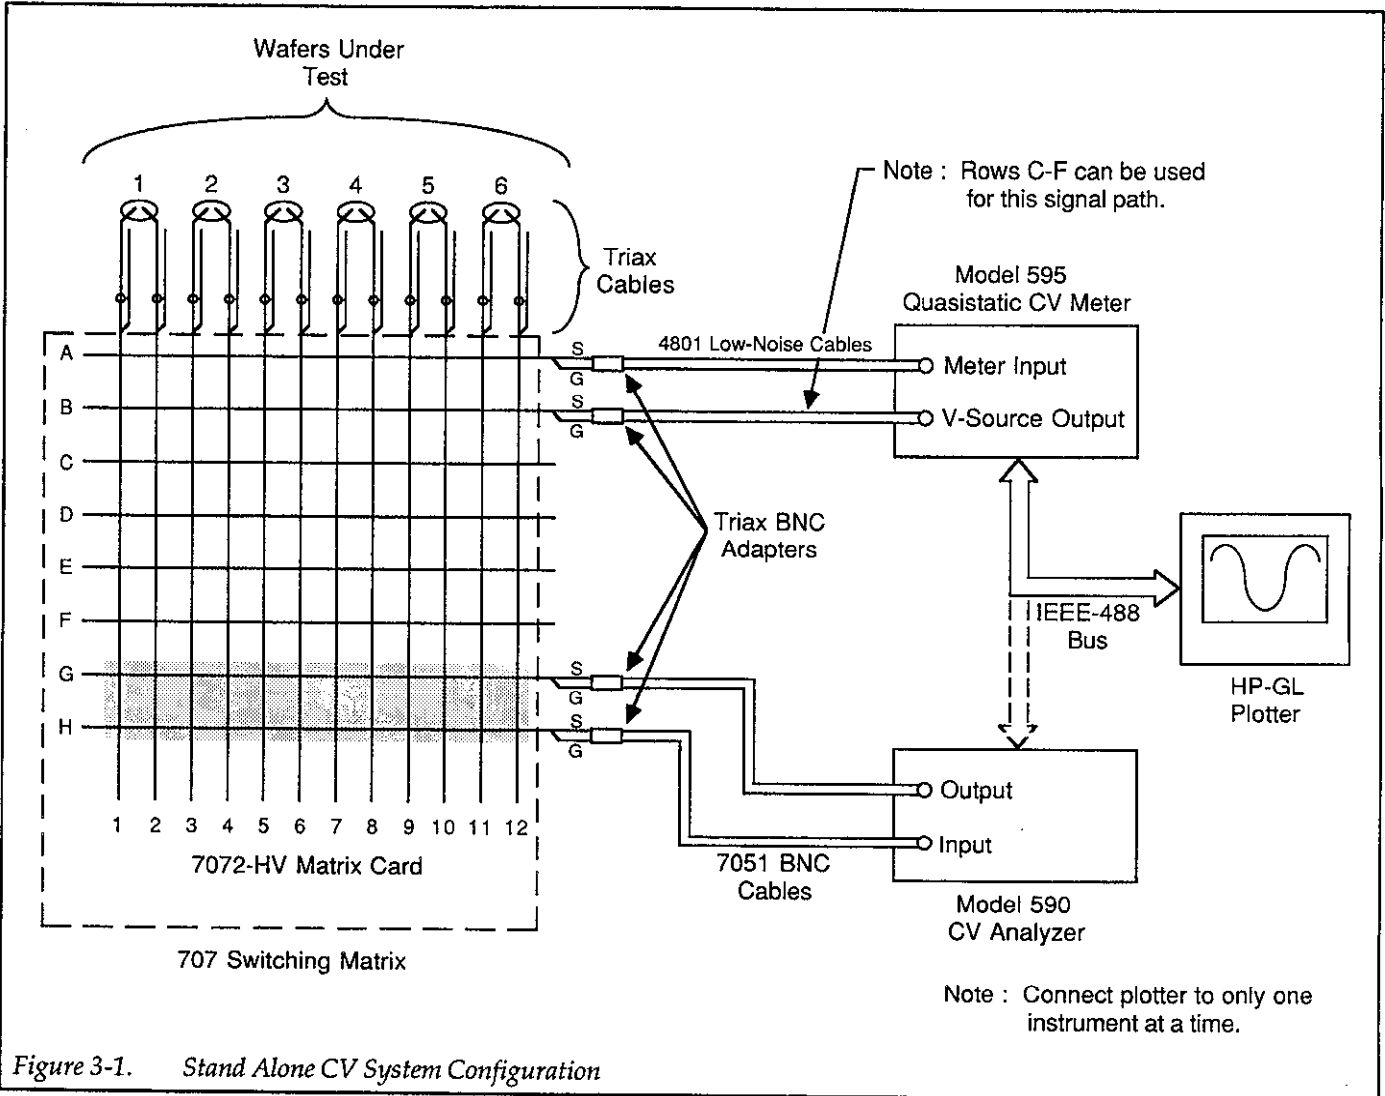 Wafers Under
Test
1 2 3 4 5 6
Triax
Cables
Note : Rows C-F can be used
for this signal path.
Model 595
Quasistatic CV Meter
A
S
G
4801 Low-Noise Cables
Meter Input
B
S
G
V-Source Output
C
D
E
F
Triax BNC
Adapters
IEEE-488
Bus
HP-GL
Plotter
G
S
G
H
S
G
Output
Input
7051 BNC
Cables
1 2 3 4 5 6 7 8 9 10 11 12
7072-HV Matrix Card
Model 590
CV Analyzer
707 Switching Matrix
Note : Connect plotter to only one
instrument at a time.
Figure 3-1. Stand Alone CV System Configuration